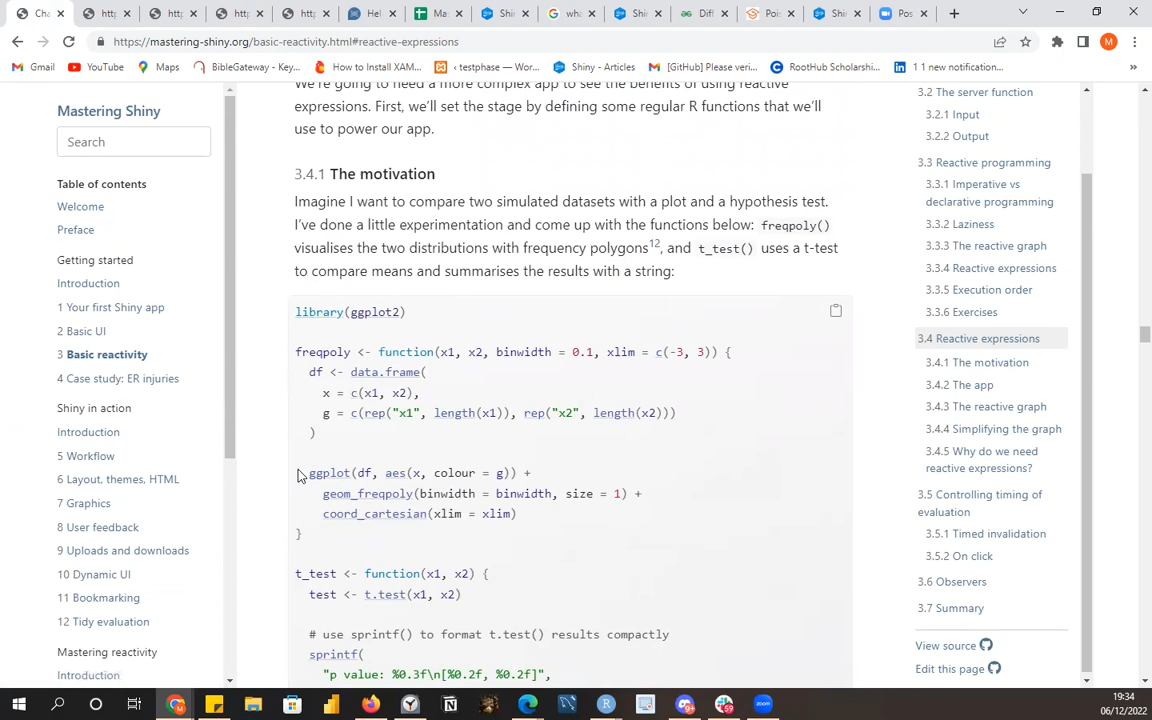 Cha
http
http
http
http
Hel
Mas
Shin
wha
Shin
Diff
Pois
Shin
Pos
https://mastering-shiny.org/basic-reactivity.html#reactive-expressions
M
Gmail
YouTube
Maps
BibleGateway - Key...
How to Install XAM...
testphase — Wor...
Shiny - Articles
[GitHub] Please veri...
RootHub Scholarship...
1 1 new notification...
»
Mastering Shiny
Search
Table of contents
Welcome
Preface
Getting started
Introduction
1 Your first Shiny app
2 Basic UI
3 Basic reactivity
4 Case study: ER injuries
Shiny in action
Introduction
5 Workflow
6 Layout, themes, HTML
7 Graphics
8 User feedback
9 Uploads and downloads
10 Dynamic UI
11 Bookmarking
12 Tidy evaluation
Mastering reactivity
Introduction
We're going to need a more complex app to see the benefits of using reactive
expressions. First, we'll set the stage by defining some regular R functions that we'll
use to power our app.
3.4.1 The motivation
Imagine I want to compare two simulated datasets with a plot and a hypothesis test.
I've done a little experimentation and come up with the functions below: freqpoly()
visualises the two distributions with frequency polygons12, and t_test() uses a t-test
to compare means and summarises the results with a string:
library(ggplot2)
freqpoly <- function(x1, x2, binwidth = 0.1, xlim = c(-3, 3)) {
df <- data.frame(
x = c(x1, x2),
g = c(rep("x1", length(x1)), rep("x2", length(x2)))
)
ggplot(df, aes(x, colour = g)) +
geom_freqpoly(binwidth = binwidth, size = 1) +
coord_cartesian(xlim = xlim)
}
t_test <- function(x1, x2) {
test <- t.test(x1, x2)
# use sprintf() to format t.test() results compactly
sprintf(
"p value: %0.3f\n[%0.2f, %0.2f]",
3.2 The server function
3.2.1 Input
3.2.2 Output
3.3 Reactive programming
3.3.1 Imperative vs
declarative programming
3.3.2 Laziness
3.3.3 The reactive graph
3.3.4 Reactive expressions
3.3.5 Execution order
3.3.6 Exercises
3.4 Reactive expressions
3.4.1 The motivation
3.4.2 The app
3.4.3 The reactive graph
3.4.4 Simplifying the graph
3.4.5 Why do we need
reactive expressions?
3.5 Controlling timing of
evaluation
3.5.1 Timed invalidation
3.5.2 On click
3.6 Observers
3.7 Summary
View source
Edit this page
19:34
06/12/2022